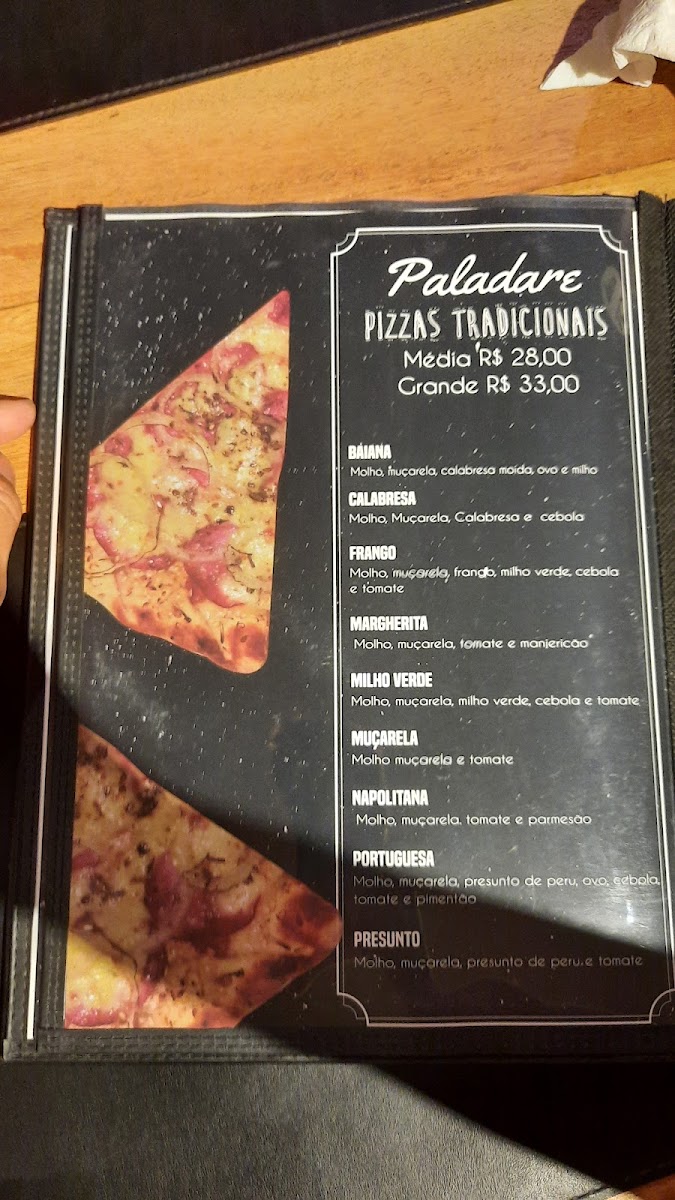 Paladare
PIZZAS TRADICIONAIS
Média R$ 28,00
Grande R$ 33,00
BAIANA
Molho, muçarela, calabresa moída, ovo e milho
CALABRESA
Molho, Muçarela, Calabresa e cebola
FRANGO
Molho, muçarela, frango, milho verde, cebola
e tomate
MARGHERITA
Molho, muçarela, tomate e manjericão
MILHO VERDE
Molho, muçarela, milho verde, cebola e tomate
MUÇARELA
Molho muçarela e tomate
NAPOLITANA
Molho, muçarela. tomate e parmesão
PORTUGUESA
Molho, muçarela, presunto de peru, ovo, cebola,
tomate e pimentão
PRESUNTO
Molho, muçarela, presunto de peru. e tomate